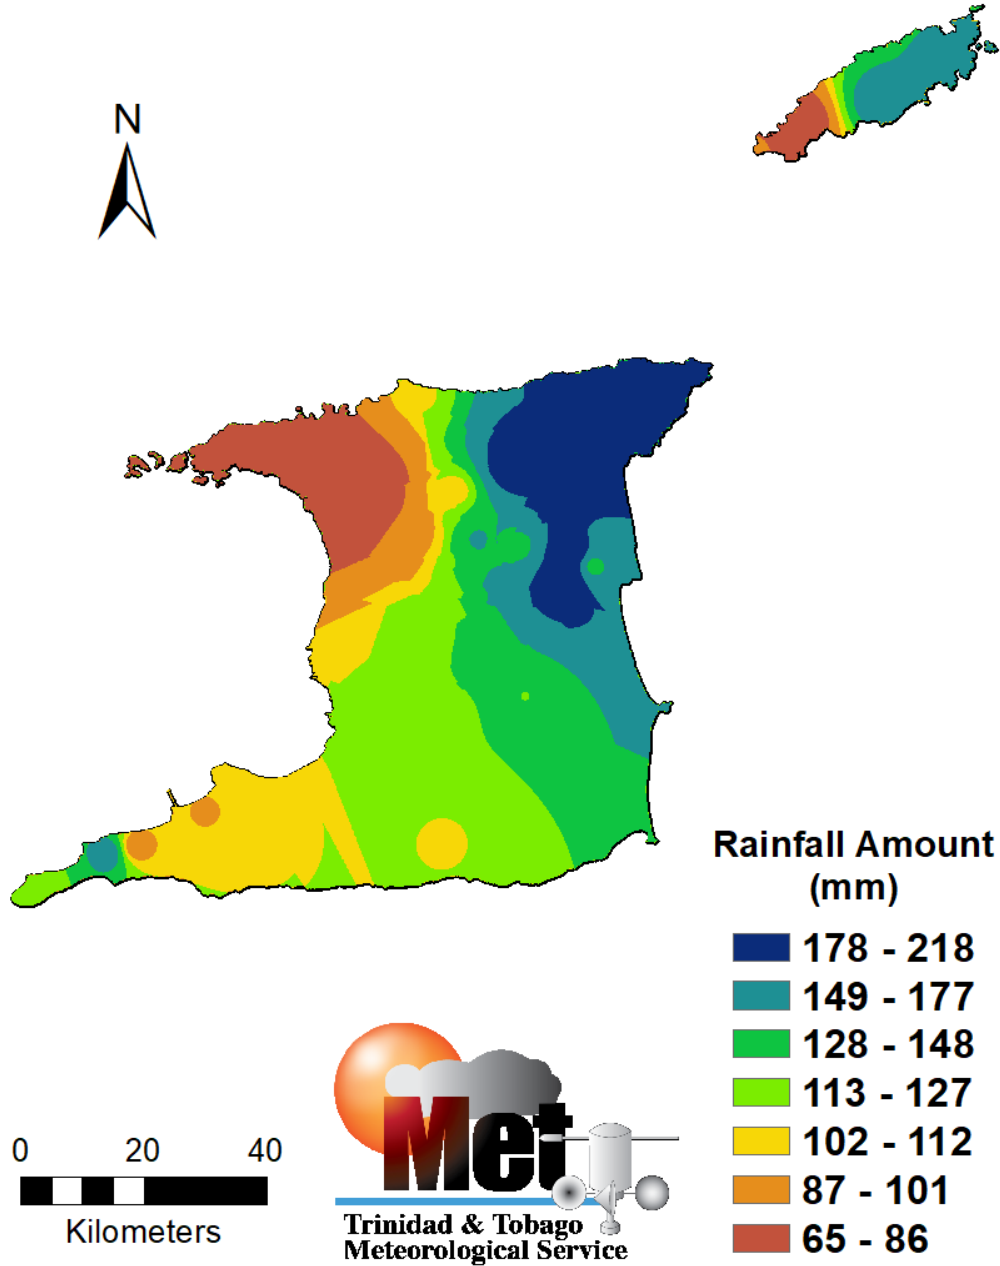 N
Rainfall Amount
(mm)
178 - 218
149 - 177
128 - 148
113 - 127
102 - 112
87 - 101
65 - 86
0 20 40
Kilometers
Met
Trinidad & Tobago
Meteorological Service